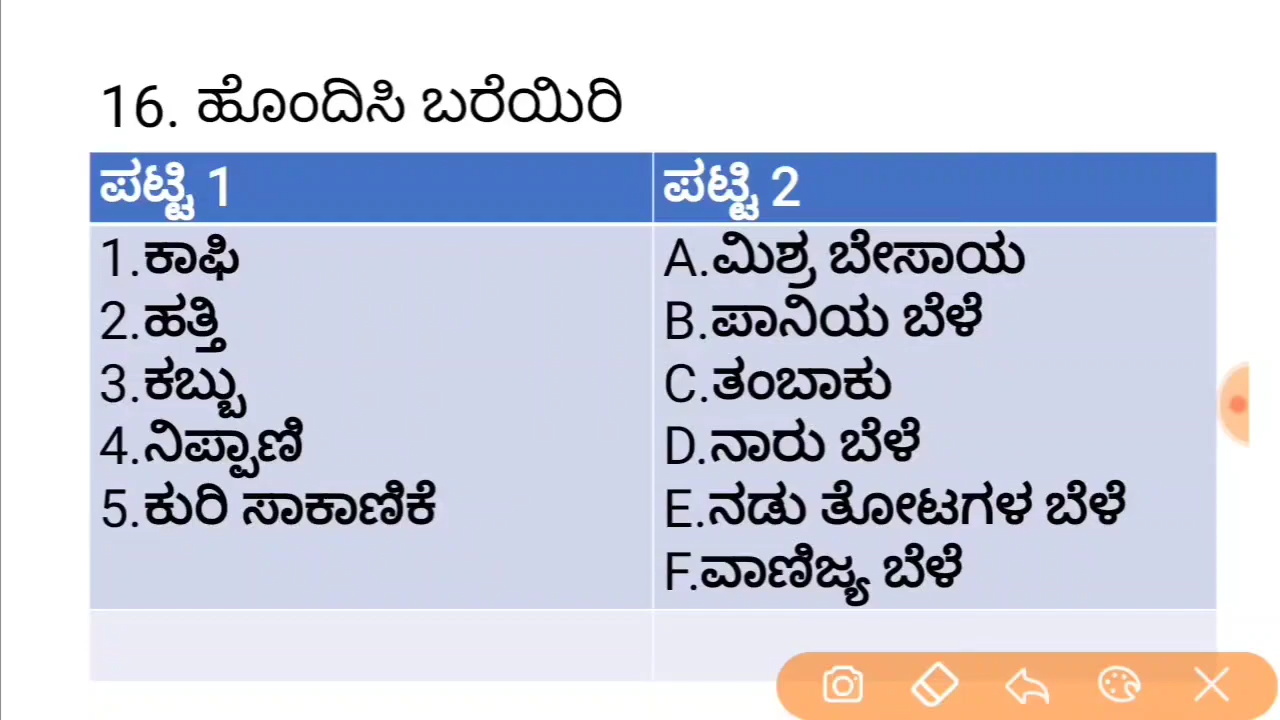 16. ಹೊಂದಿಸಿ ಬರೆಯಿರಿ
ಪಟ್ಟಿ 1
ಪಟ್ಟಿ 2
1.ಕಾಫಿ
2.ಹತ್ತಿ
3.ಕಬ್ಬು
4.ನಿಪ್ಪಾಣಿ
5.ಕುರಿ ಸಾಕಾಣಿಕೆ
A.ಮಿಶ್ರ ಬೇಸಾಯ
B.ಪಾನಿಯ ಬೆಳೆ
C.ತಂಬಾಕು
D.ನಾರು ಬೆಳೆ
E.ನಡು ತೋಟಗಳ ಬೆಳೆ
F.ವಾಣಿಜ್ಯ ಬೆಳೆ